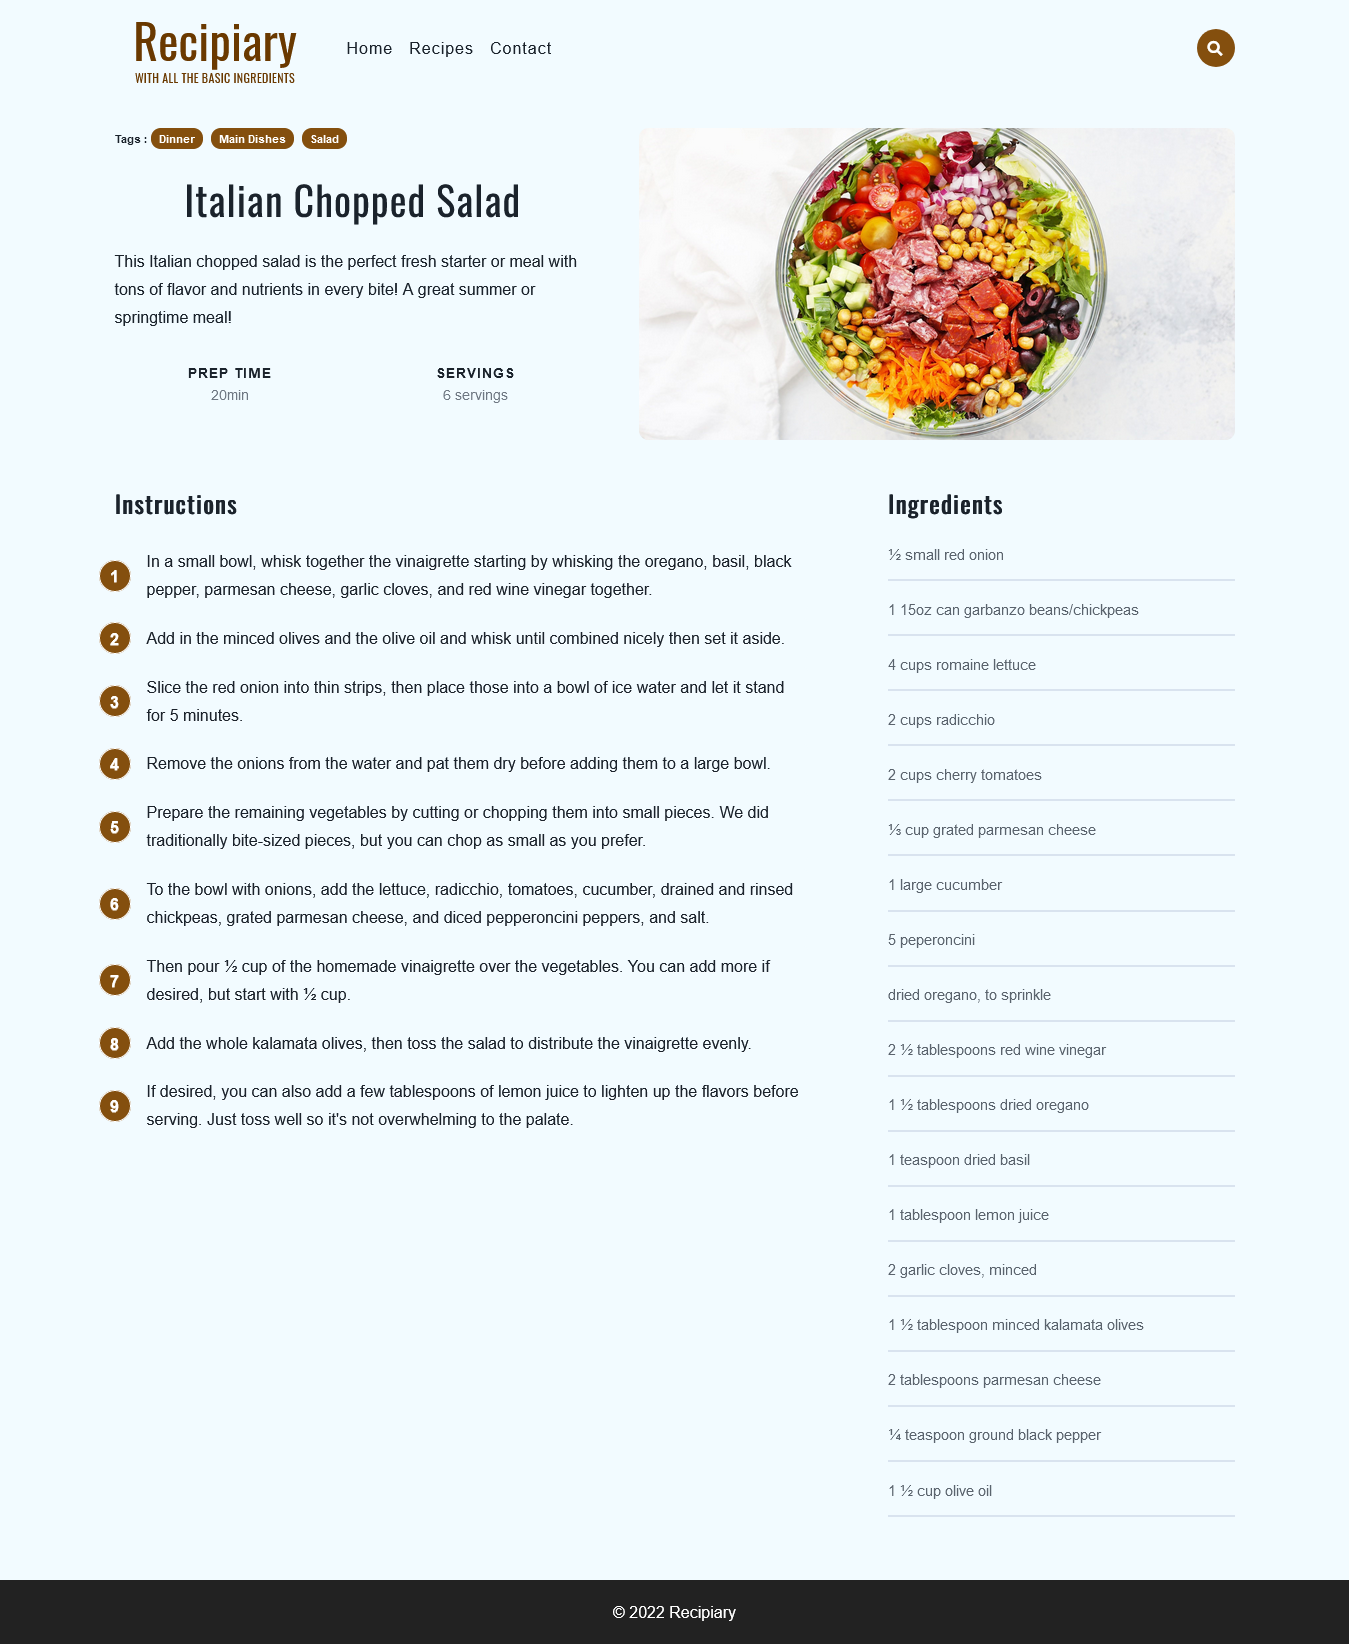 Recipiary
WITH ALL THE BASIC INGREDIENTS
Home Recipes Contact
Tags : Dinner Main Dishes Salad
Italian Chopped Salad
This Italian chopped salad is the perfect fresh starter or meal with
tons of flavor and nutrients in every bite! A great summer or
springtime meal!
PREP TIME
20min
SERVINGS
6 servings
Instructions
1 In a small bowl, whisk together the vinaigrette starting by whisking the oregano, basil, black
pepper, parmesan cheese, garlic cloves, and red wine vinegar together.
2 Add in the minced olives and the olive oil and whisk until combined nicely then set it aside.
3 Slice the red onion into thin strips, then place those into a bowl of ice water and let it stand
for 5 minutes.
4 Remove the onions from the water and pat them dry before adding them to a large bowl.
5 Prepare the remaining vegetables by cutting or chopping them into small pieces. We did
traditionally bite-sized pieces, but you can chop as small as you prefer.
6 To the bowl with onions, add the lettuce, radicchio, tomatoes, cucumber, drained and rinsed
chickpeas, grated parmesan cheese, and diced pepperoncini peppers, and salt.
7 Then pour ½ cup of the homemade vinaigrette over the vegetables. You can add more if
desired, but start with ½ cup.
8 Add the whole kalamata olives, then toss the salad to distribute the vinaigrette evenly.
9 If desired, you can also add a few tablespoons of lemon juice to lighten up the flavors before
serving. Just toss well so it's not overwhelming to the palate.
Ingredients
½ small red onion
1 15oz can garbanzo beans/chickpeas
4 cups romaine lettuce
2 cups radicchio
2 cups cherry tomatoes
⅓ cup grated parmesan cheese
1 large cucumber
5 peperoncini
dried oregano, to sprinkle
2 ½ tablespoons red wine vinegar
1 ½ tablespoons dried oregano
1 teaspoon dried basil
1 tablespoon lemon juice
2 garlic cloves, minced
1 ½ tablespoon minced kalamata olives
2 tablespoons parmesan cheese
¼ teaspoon ground black pepper
1 ½ cup olive oil
© 2022 Recipiary